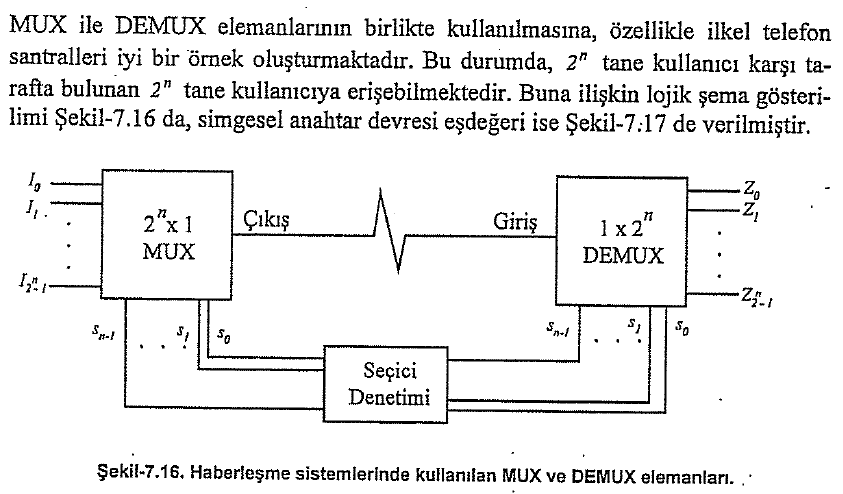 MUX ile DEMUX elemanlarının birlikte kullanılmasına, özellikle ilkel telefon
santralleri iyi bir örnek oluşturmaktadır. Bu durumda, 2ⁿ tane kullanıcı karşı ta-
rafta bulunan 2ⁿ tane kullanıcıya erişebilmektedir. Buna ilişkin lojik şema gösteri-
limi Şekil-7.16 da, simgesel anahtar devresi eşdeğeri ise Şekil-7.17 de verilmiştir.
I₀
I₁
I₂ⁿ₋₁
2ⁿx 1
MUX
Çıkış
Giriş
1 x 2ⁿ
DEMUX
Z₀
Z₁
Z₂ⁿ₋₁
Sₙ₋₁ . . S₁ S₀
Seçici
Denetimi
Sₙ₋₁ . . S₁ S₀
Şekil-7.16. Haberleşme sistemlerinde kullanılan MUX ve DEMUX elemanları.